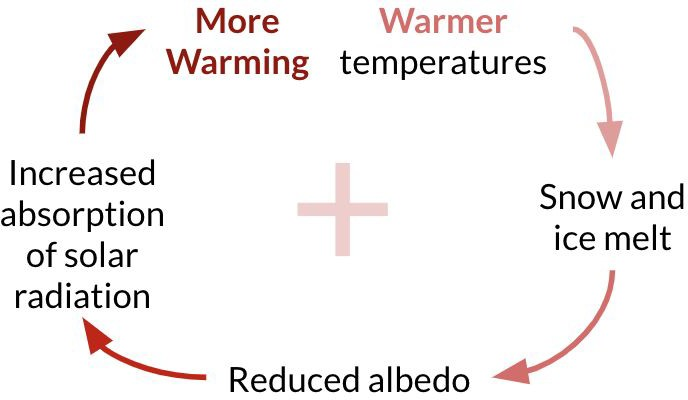 More
Warming
Warmer
temperatures
Snow and
ice melt
Reduced albedo
Increased
absorption
of solar
radiation